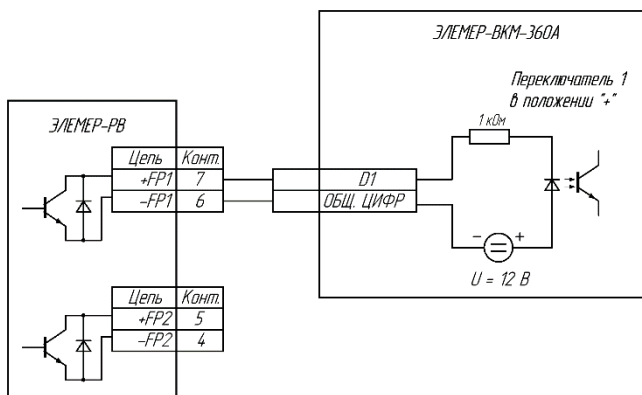 ЭЛЕМЕР-ВКМ-360А
Переключатель 1
в положении "+"
1 кОм
ЭЛЕМЕР-РВ
Цепь Конт.
+FP1 7
-FP1 6
D1
ОБЩ. ЦИФР
- +
U = 12 В
Цепь Конт.
+FP2 5
-FP2 4